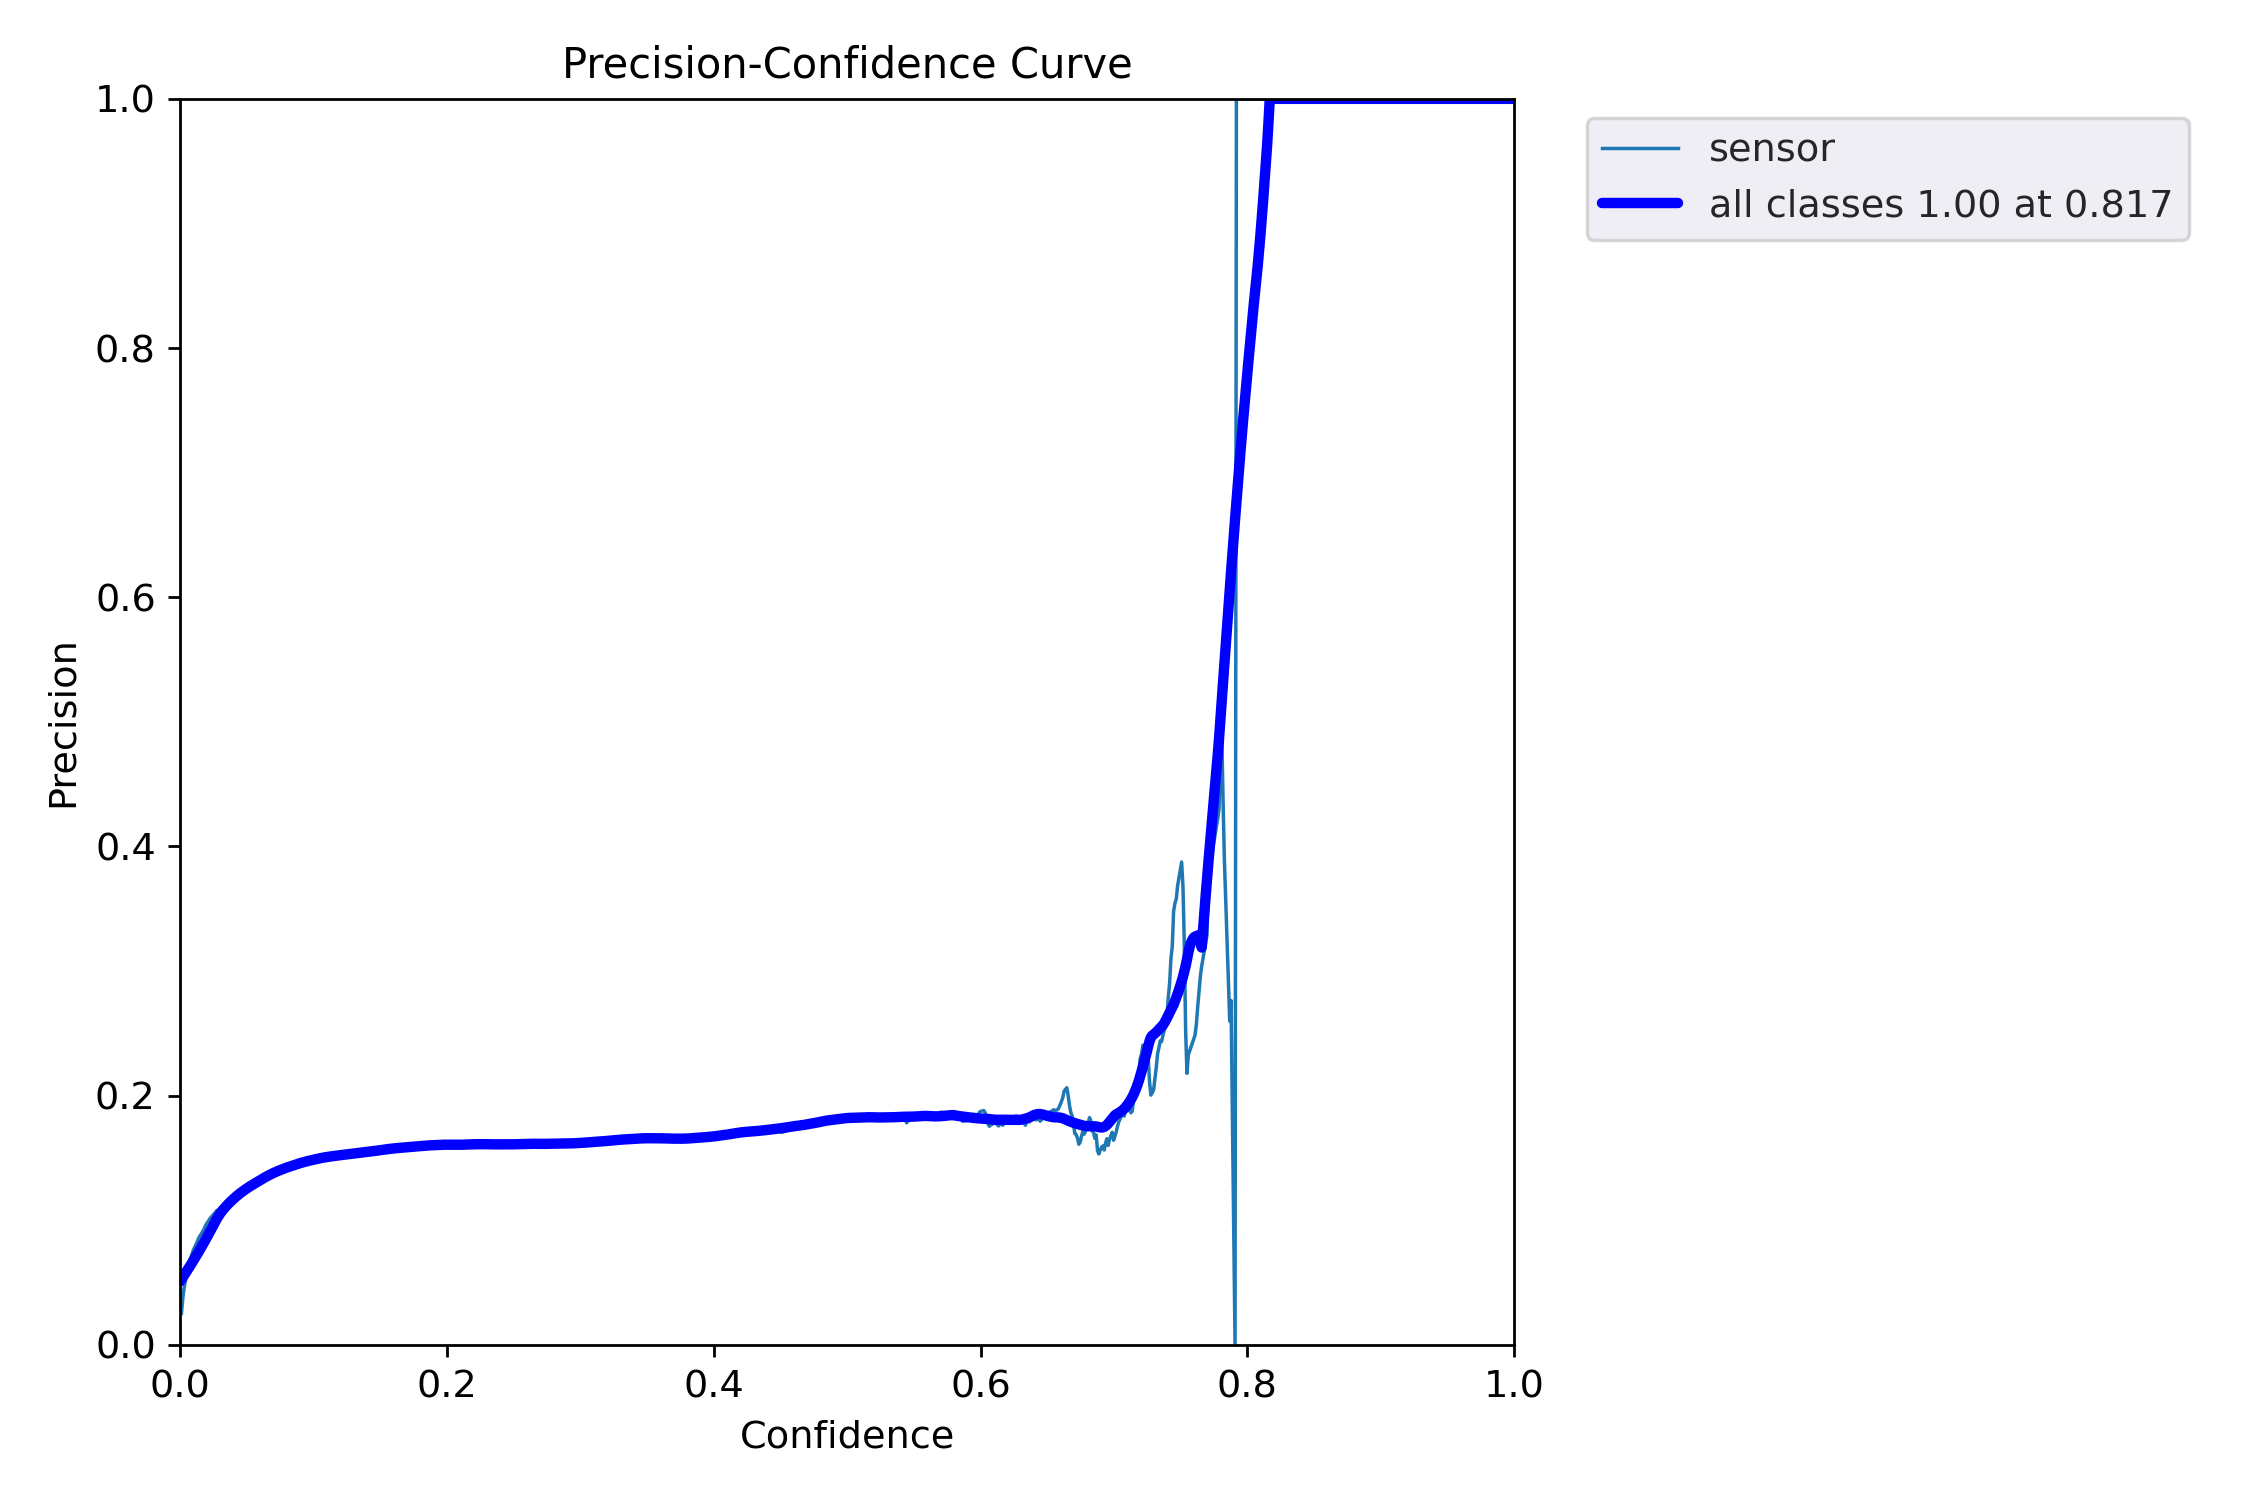 Precision-Confidence Curve
sensor
all classes 1.00 at 0.817
Precision
1.0
0.8
0.6
0.4
0.2
0.0
0.0 0.2 0.4 0.6 0.8 1.0
Confidence